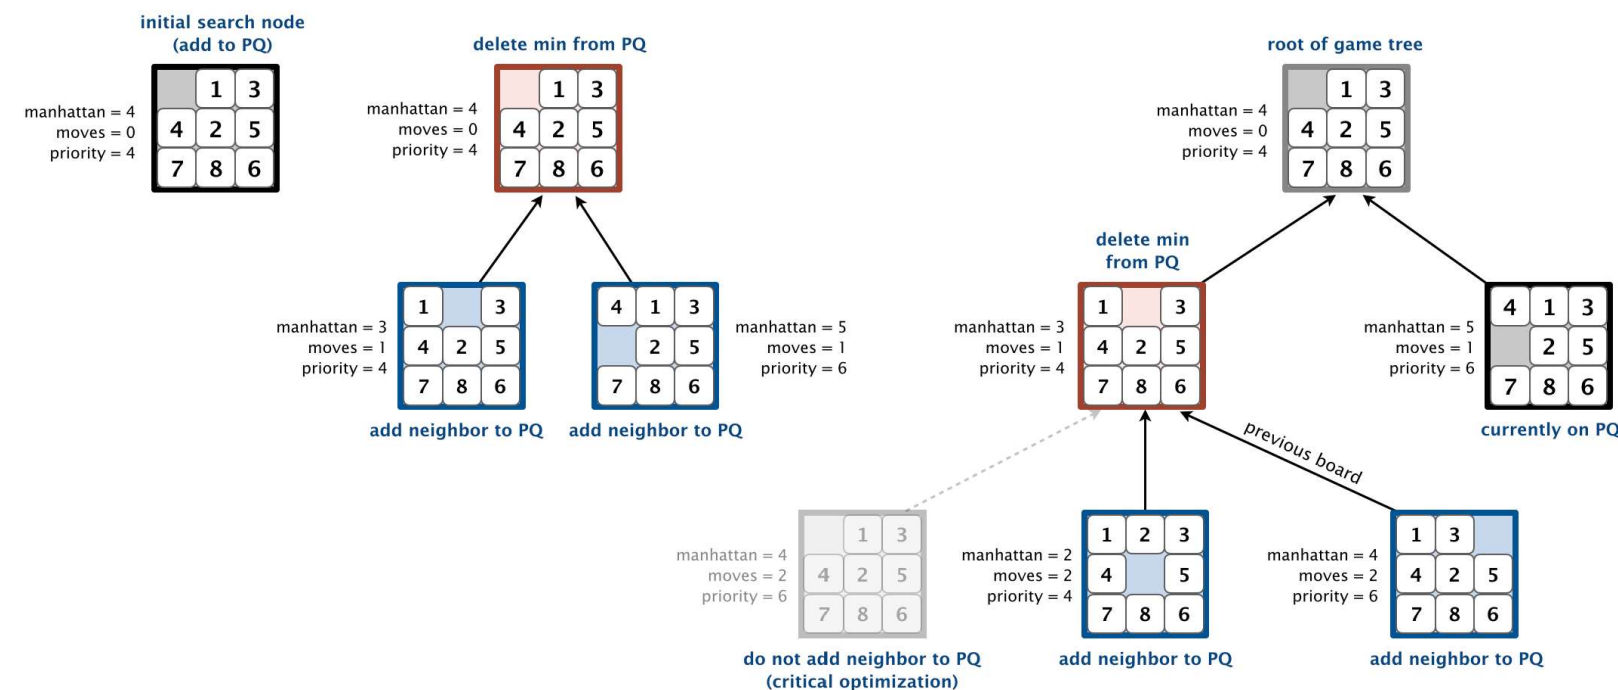 initial search node
(add to PQ)
manhattan = 4
moves = 0
priority = 4
1 3
4 2 5
7 8 6
delete min from PQ
manhattan = 4
moves = 0
priority = 4
1 3
4 2 5
7 8 6
manhattan = 3
moves = 1
priority = 4
1 3
4 2 5
7 8 6
add neighbor to PQ
4 1 3
2 5
7 8 6
manhattan = 5
moves = 1
priority = 6
add neighbor to PQ
root of game tree
manhattan = 4
moves = 0
priority = 4
1 3
4 2 5
7 8 6
delete min
from PQ
manhattan = 3
moves = 1
priority = 4
1 3
4 2 5
7 8 6
manhattan = 5
moves = 1
priority = 6
4 1 3
2 5
7 8 6
currently on PQ
previous board
manhattan = 4
moves = 2
priority = 6
1 3
4 2 5
7 8 6
do not add neighbor to PQ
(critical optimization)
manhattan = 2
moves = 2
priority = 4
1 2 3
4 5
7 8 6
add neighbor to PQ
manhattan = 4
moves = 2
priority = 6
1 3
4 2 5
7 8 6
add neighbor to PQ